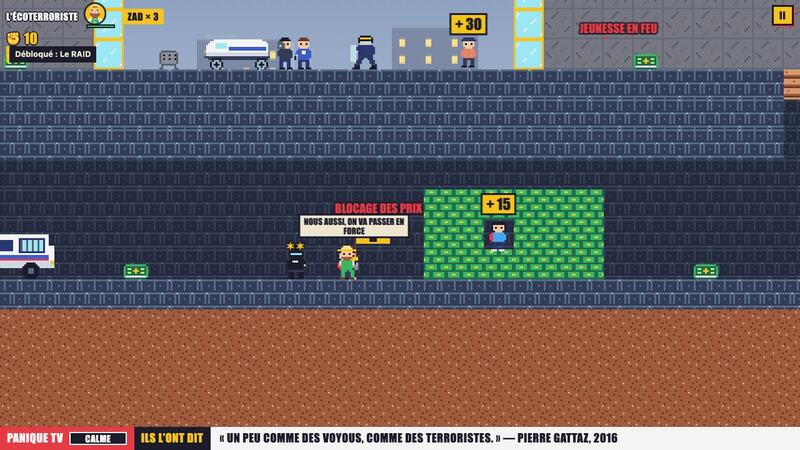 L'ÉCOTERRORISTE
ZAD × 3
10
Débloqué : Le RAID
+ 30
JEUNESSE EN FEU
BLOCAGE DES PRIX
NOUS AUSSI, ON VA PASSER EN
FORCE
+ 15
PANIQUE TV
CALME
ILS L'ONT DIT
« UN PEU COMME DES VOYOUS, COMME DES TERRORISTES. » — PIERRE GATTAZ, 2016